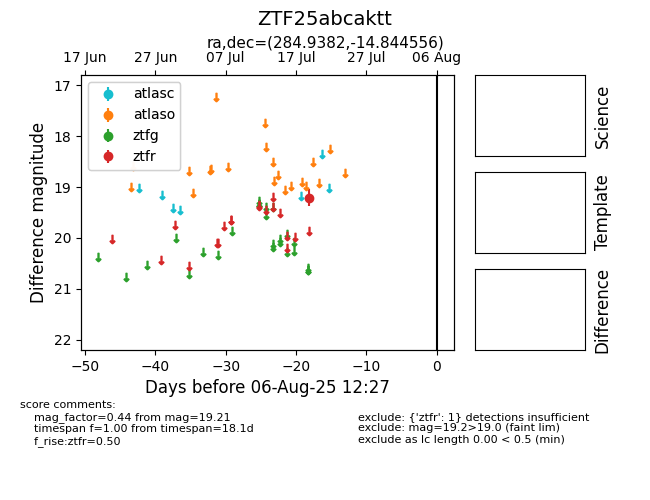 ZTF25abcaktt
ra,dec=(284.9382,-14.844556)
17 Jun 27 Jun 07 Jul 17 Jul 27 Jul 06 Aug
atlasc
atlaso
ztfg
ztfr
17
18
19
20
21
22
Difference magnitude
−50 −40 −30 −20 −10 0
Days before 06-Aug-25 12:27
Science
Template
Difference
score comments:
mag_factor=0.44 from mag=19.21
timespan f=1.00 from timespan=18.1d
f_rise:ztfr=0.50
exclude: {'ztfr': 1} detections insufficient
exclude: mag=19.2>19.0 (faint lim)
exclude as lc length 0.00 < 0.5 (min)